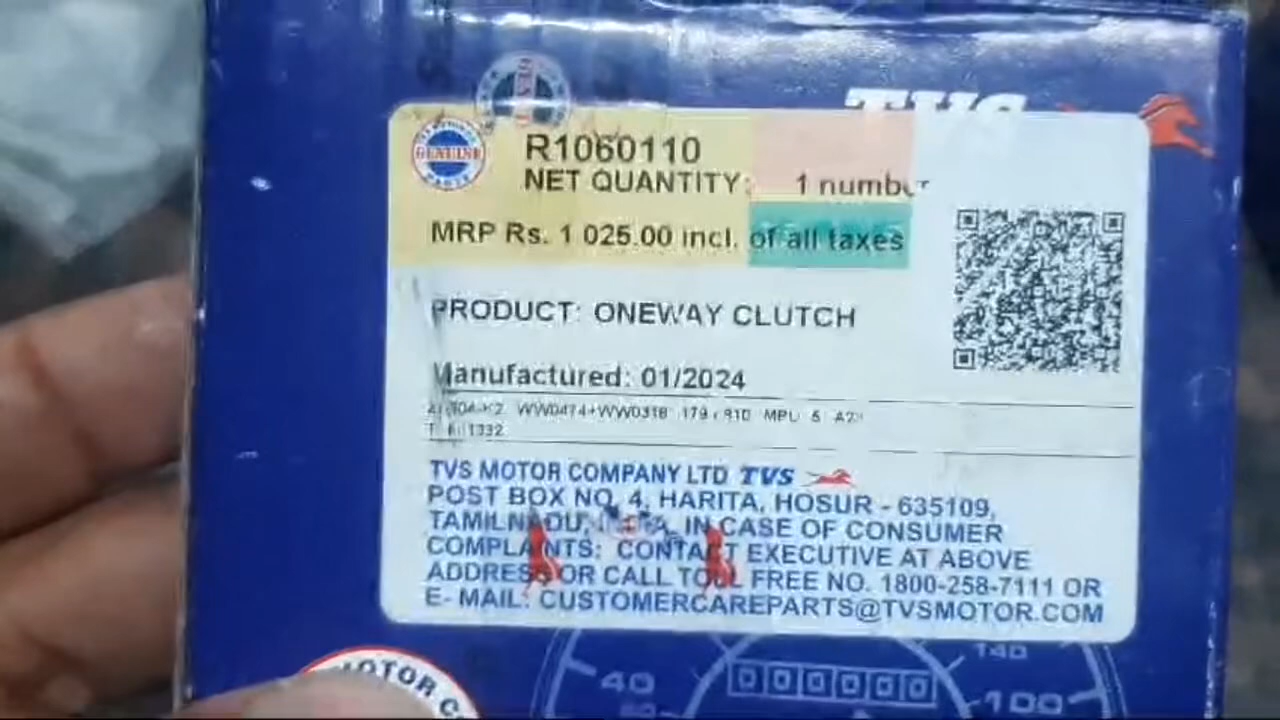 TVS
GENUINE
R1060110
NET QUANTITY: 1 number
MRP Rs. 1 025.00 incl. of all taxes
PRODUCT: ONEWAY CLUTCH
Manufactured: 01/2024
TVS MOTOR COMPANY LTD TVS
POST BOX NO. 4, HARITA, HOSUR - 635109,
TAMILNADU, INDIA, IN CASE OF CONSUMER
COMPLAINTS: CONTACT EXECUTIVE AT ABOVE
ADDRESS OR CALL TOLL FREE NO. 1800-258-7111 OR
E- MAIL: CUSTOMERCAREPARTS@TVSMOTOR.COM
MOTOR
40 000000 140
100